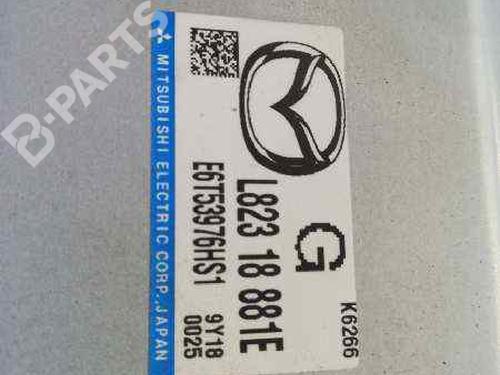 B-PARTS
MITSUBISHI ELECTRIC CORP., JAPAN
G
L823 18 881E
E6T53976HS1
K6266
9Y18
0025